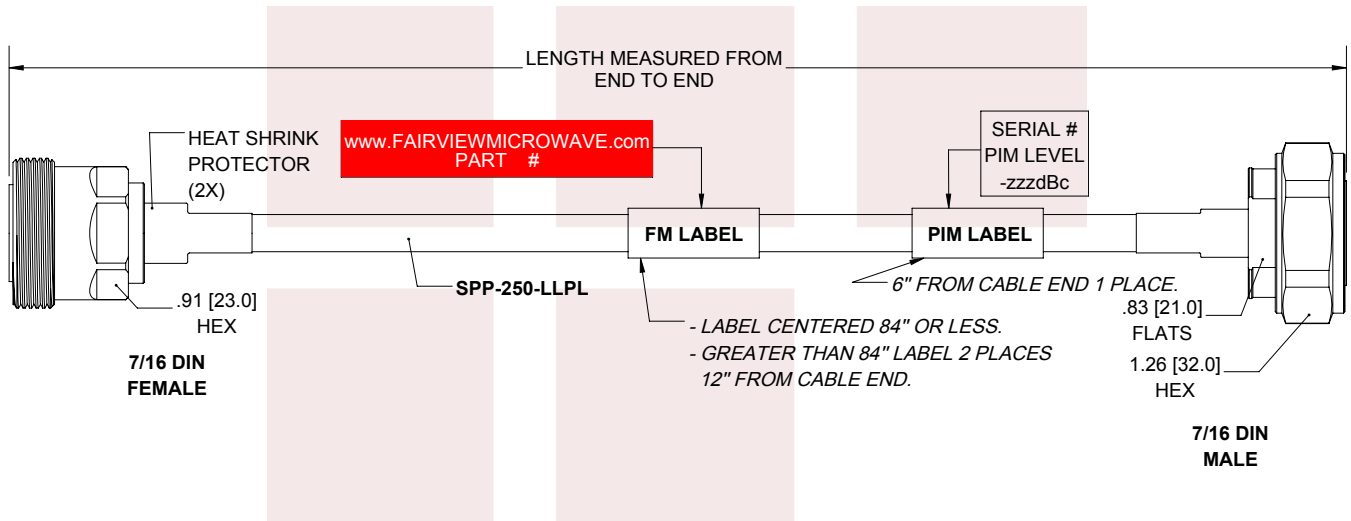 LENGTH MEASURED FROM
END TO END
HEAT SHRINK
PROTECTOR
(2X)
www.FAIRVIEWMICROWAVE.com
PART #
SERIAL #
PIM LEVEL
-zzzdBc
FM LABEL
PIM LABEL
SPP-250-LLPL
6" FROM CABLE END 1 PLACE.
.91 [23.0]
HEX
- LABEL CENTERED 84" OR LESS.
- GREATER THAN 84" LABEL 2 PLACES
12" FROM CABLE END.
.83 [21.0]
FLATS
1.26 [32.0]
HEX
7/16 DIN
FEMALE
7/16 DIN
MALE